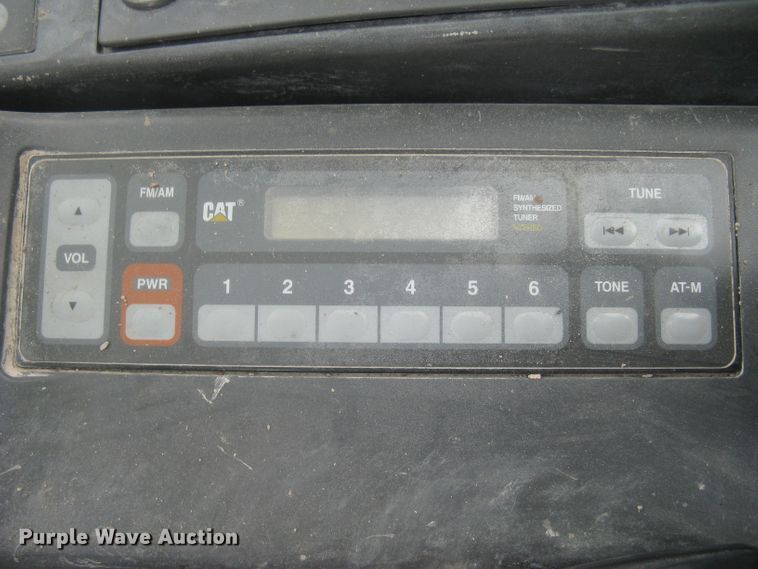 VOL
FM/AM
PWR
CAT®
FM/AM
SYNTHESIZED
TUNER
STEREO
TUNE
1 2 3 4 5 6
TONE
AT-M
Purple Wave Auction